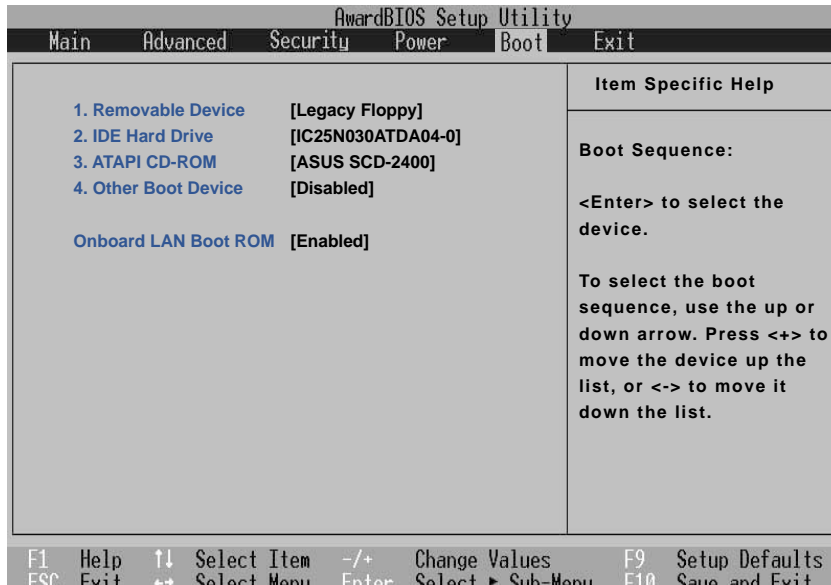 AwardBIOS Setup Utility
Main Advanced Security Power Boot Exit
Item Specific Help
1. Removable Device [Legacy Floppy]
2. IDE Hard Drive [IC25N030ATDA04-0]
3. ATAPI CD-ROM [ASUS SCD-2400]
4. Other Boot Device [Disabled]
Onboard LAN Boot ROM [Enabled]
Boot Sequence:
<Enter> to select the
device.
To select the boot
sequence, use the up or
down arrow. Press <+> to
move the device up the
list, or <-> to move it
down the list.
F1 Help ↑↓ Select Item -/+ Change Values F9 Setup Defaults
ESC Exit ←→ Select Menu Enter Select ► Sub-Menu F10 Save and Exit